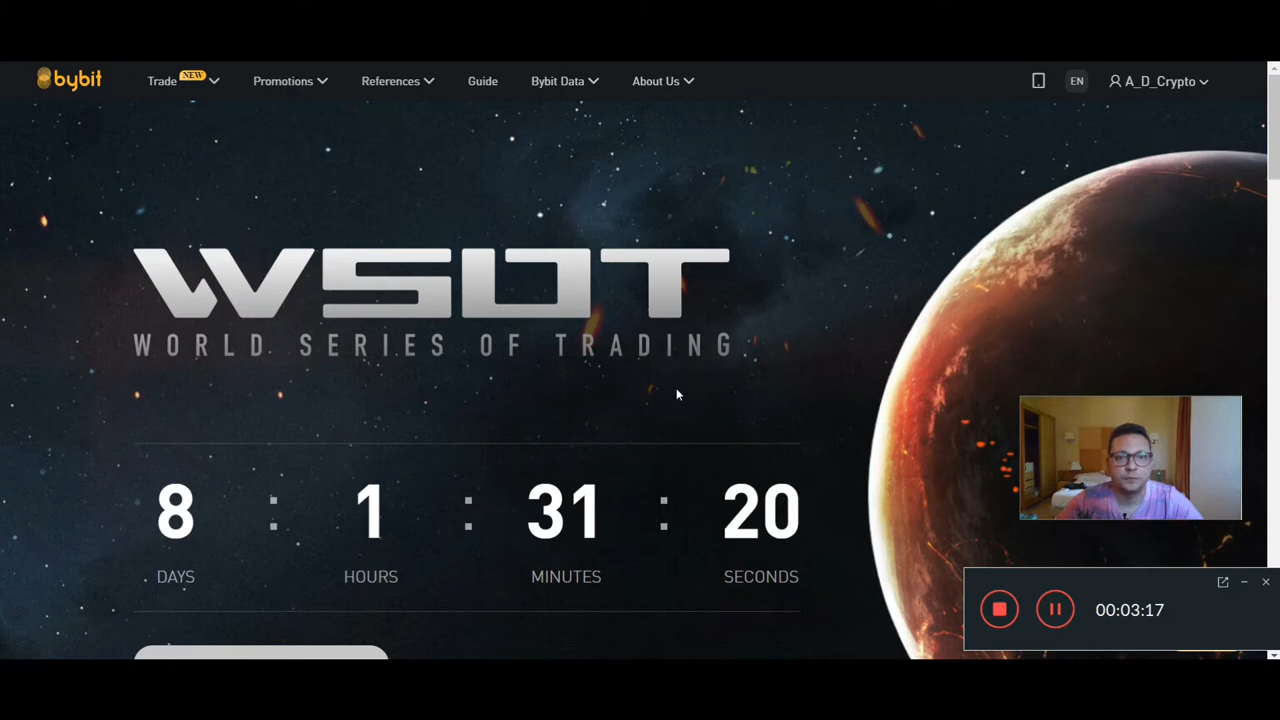 bybit
Trade NEW Promotions References Guide Bybit Data About Us EN A_D_Crypto
WSOT
WORLD SERIES OF TRADING
8 : 1 : 31 : 20
DAYS HOURS MINUTES SECONDS
00:03:17